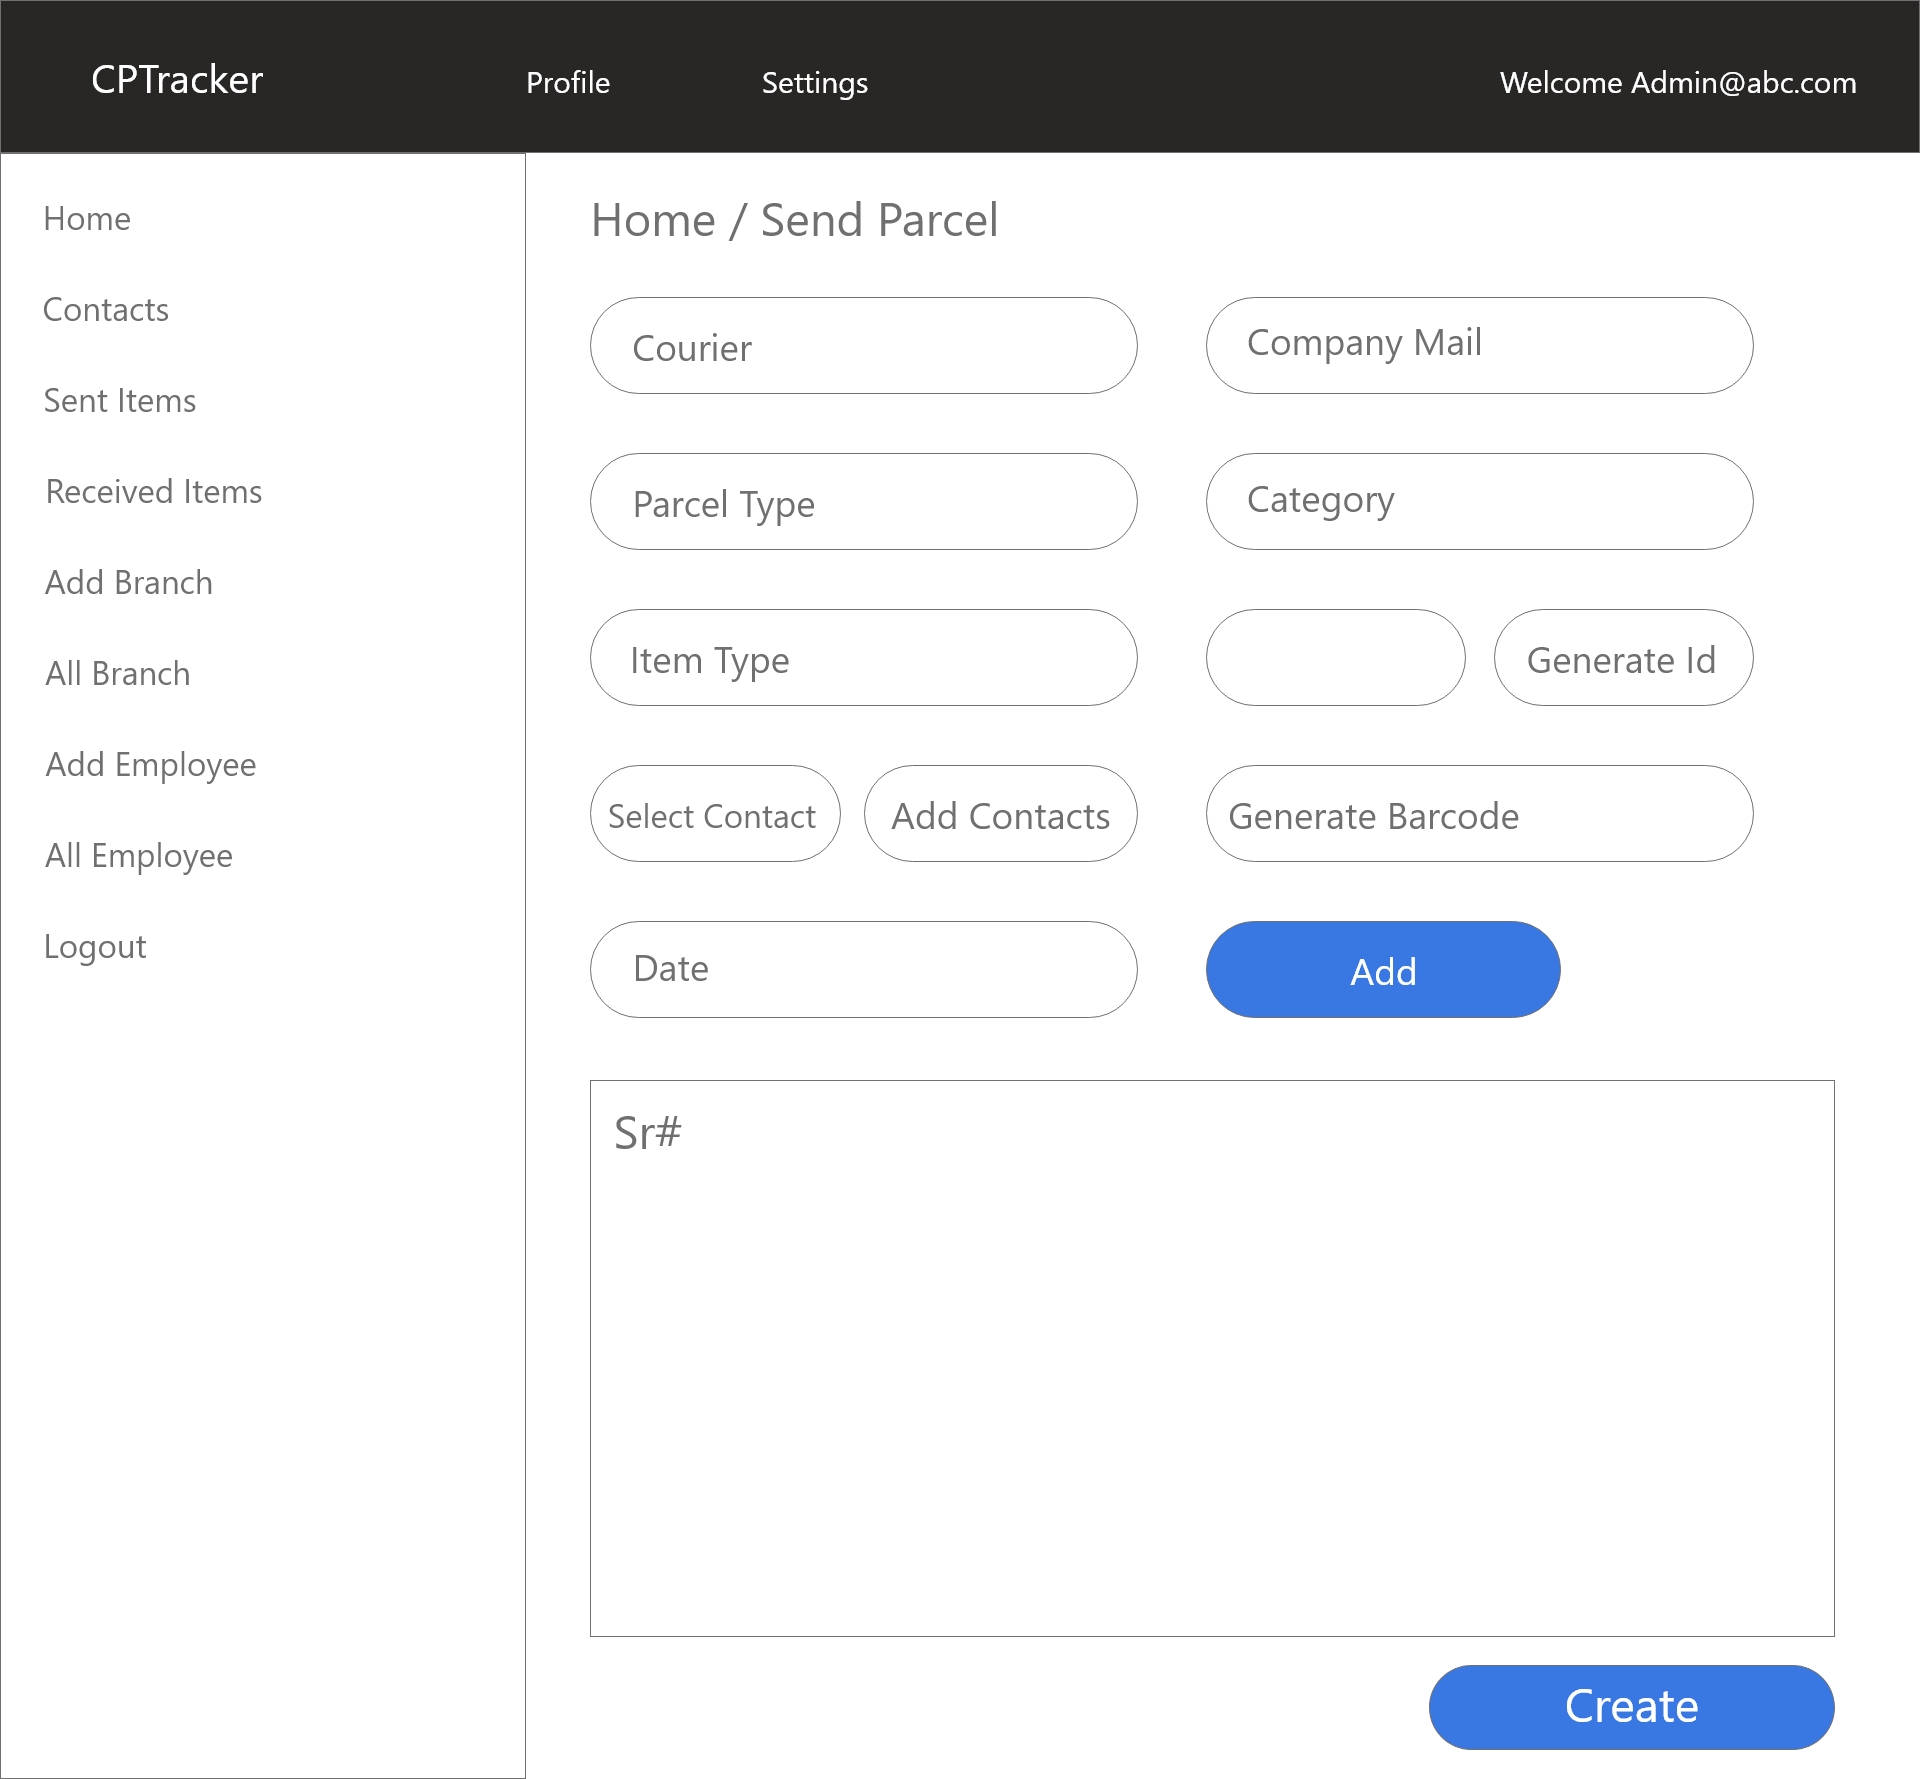 CPTracker Profile Settings Welcome Admin@abc.com
Home
Contacts
Sent Items
Received Items
Add Branch
All Branch
Add Employee
All Employee
Logout
Home / Send Parcel
Courier
Company Mail
Parcel Type
Category
Item Type
Generate Id
Select Contact
Add Contacts
Generate Barcode
Date
Add
Sr#
Create